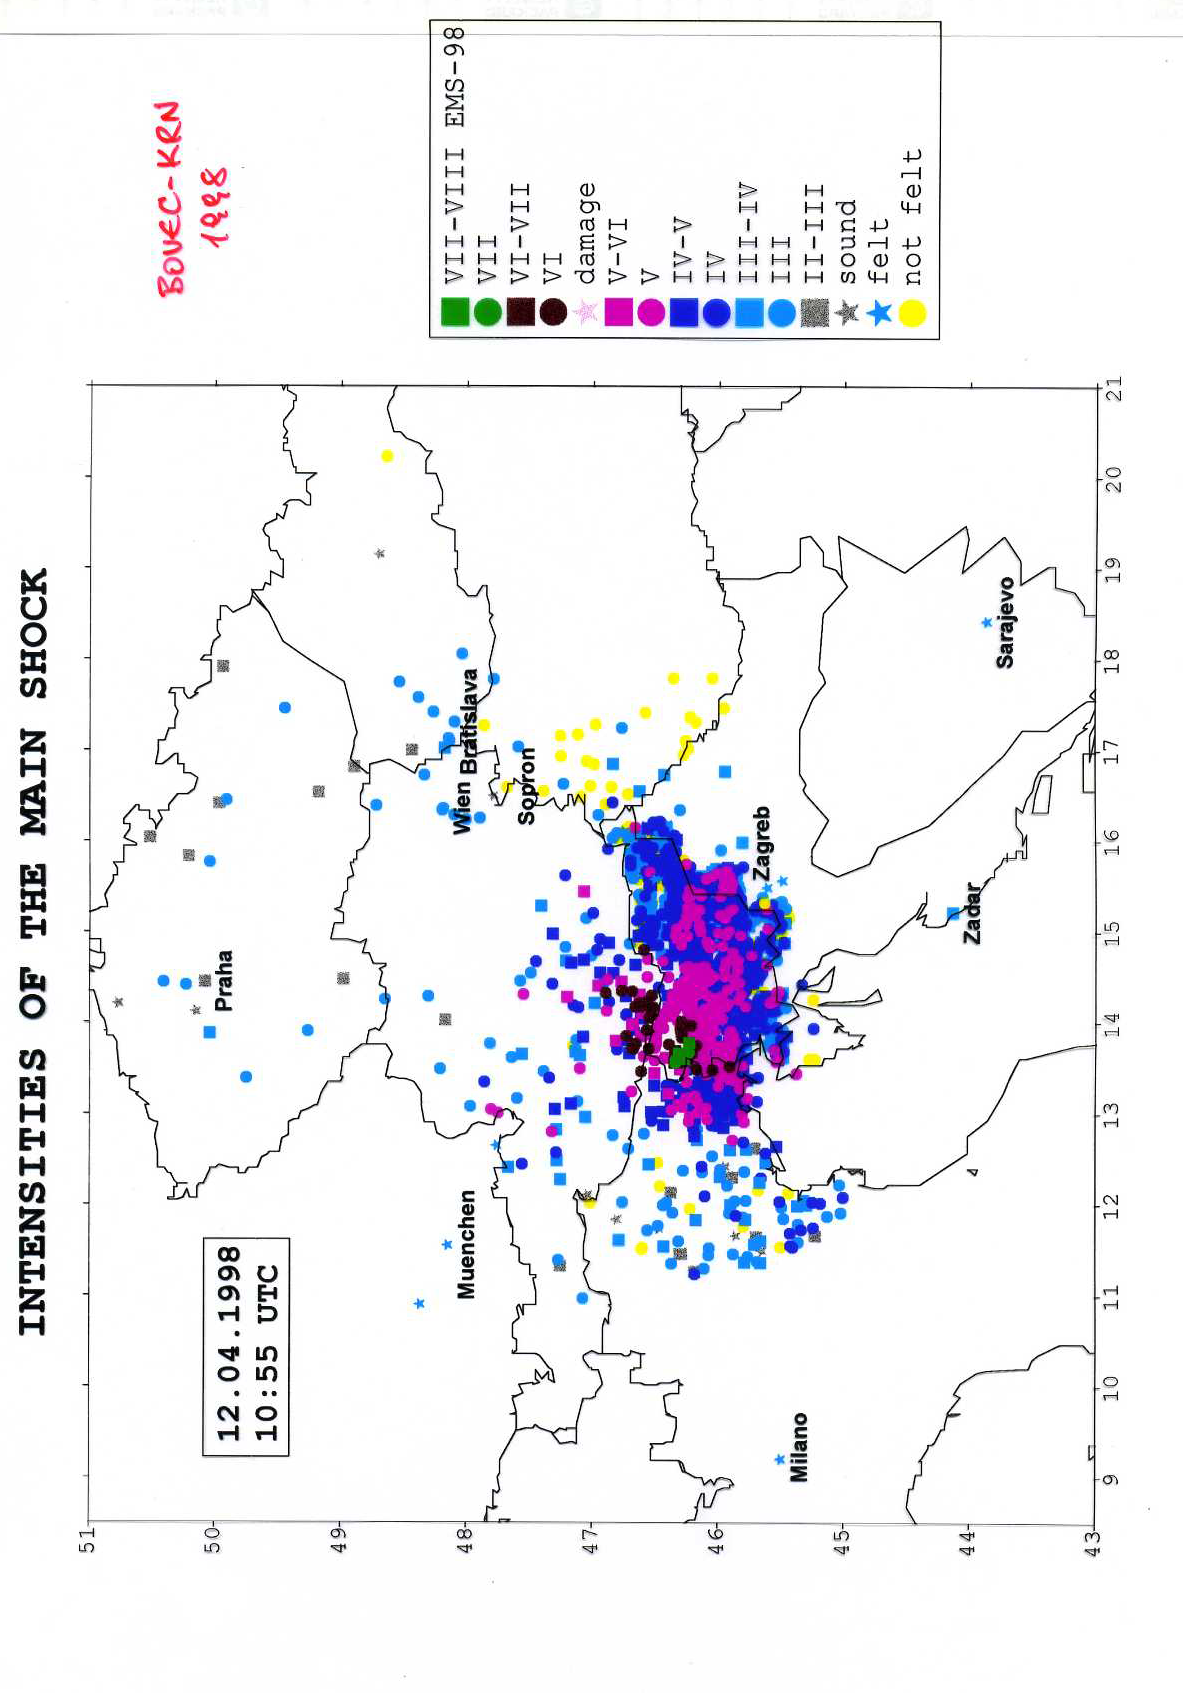 INTENSITIES OF THE MAIN SHOCK
BOVEC-KRN
1998
12.04.1998
10:55 UTC
VII-VIII EMS-98
VII
VI-VII
VI
damage
V-VI
V
IV-V
IV
III-IV
III
II-III
sound
felt
not felt
51
50
49
48
47
46
45
44
43
9
10
11
12
13
14
15
16
17
18
19
20
21
Praha
Muenchen
Wien
Bratislava
Sopron
Zagreb
Zadar
Sarajevo
Milano